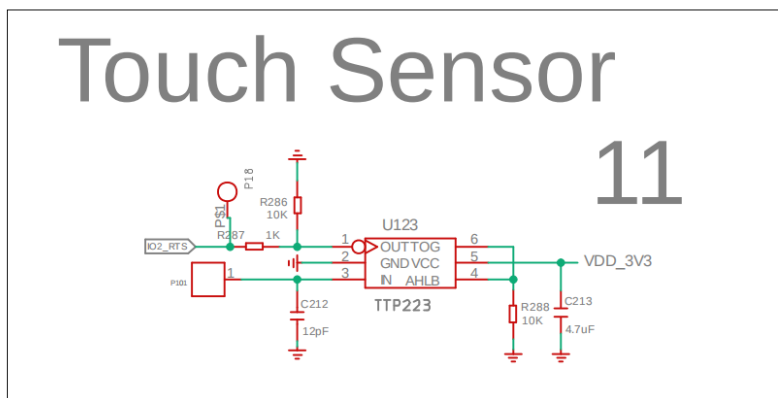 Touch Sensor
11
P18
P$1
R286
10K
U123
R287
1K
IO2_RTS
1
OUT
TOG
6
2
GND
VCC
5
VDD_3V3
3
IN
AHLB
4
P101
1
TTP223
C212
12pF
R288
10K
C213
4.7uF